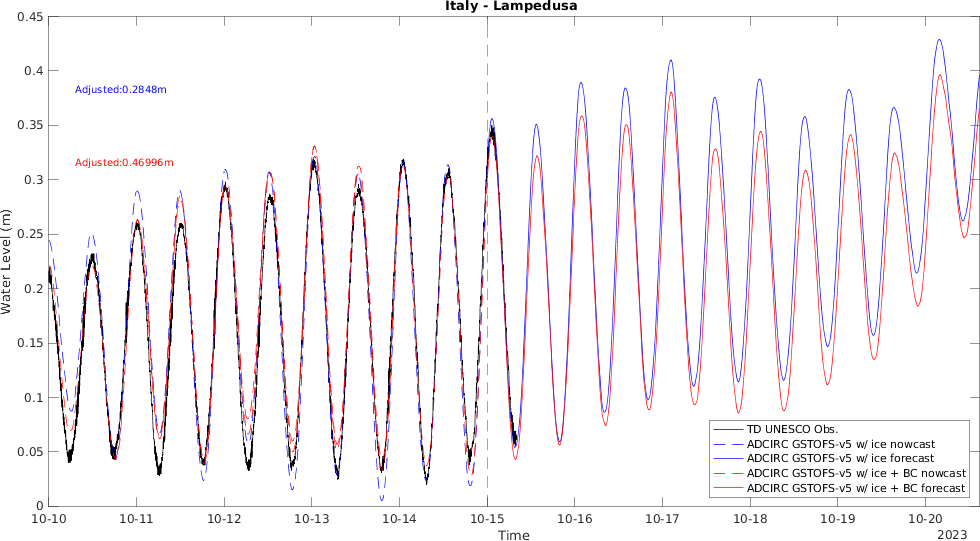 Italy - Lampedusa
0.45
0.4
0.35
0.3
0.25
0.2
0.15
0.1
0.05
0
Water Level (m)
Adjusted:0.2848m
Adjusted:0.46996m
TD UNESCO Obs.
ADCIRC GSTOFS-v5 w/ ice nowcast
ADCIRC GSTOFS-v5 w/ ice forecast
ADCIRC GSTOFS-v5 w/ ice + BC nowcast
ADCIRC GSTOFS-v5 w/ ice + BC forecast
10-10 10-11 10-12 10-13 10-14 10-15 10-16 10-17 10-18 10-19 10-20
Time
2023